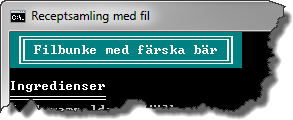 Receptsamling med fil
Filbunke med färska bär
Ingredienser